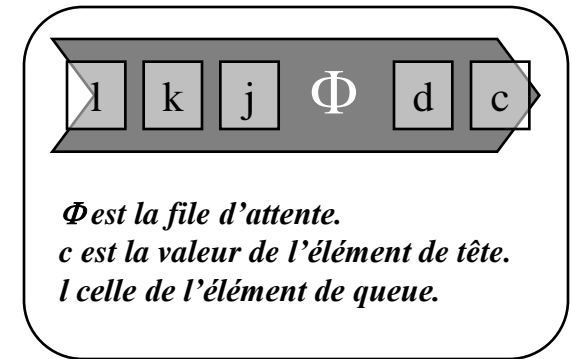 l k j Φ d c
Φ est la file d’attente.
c est la valeur de l’élément de tête.
l celle de l’élément de queue.